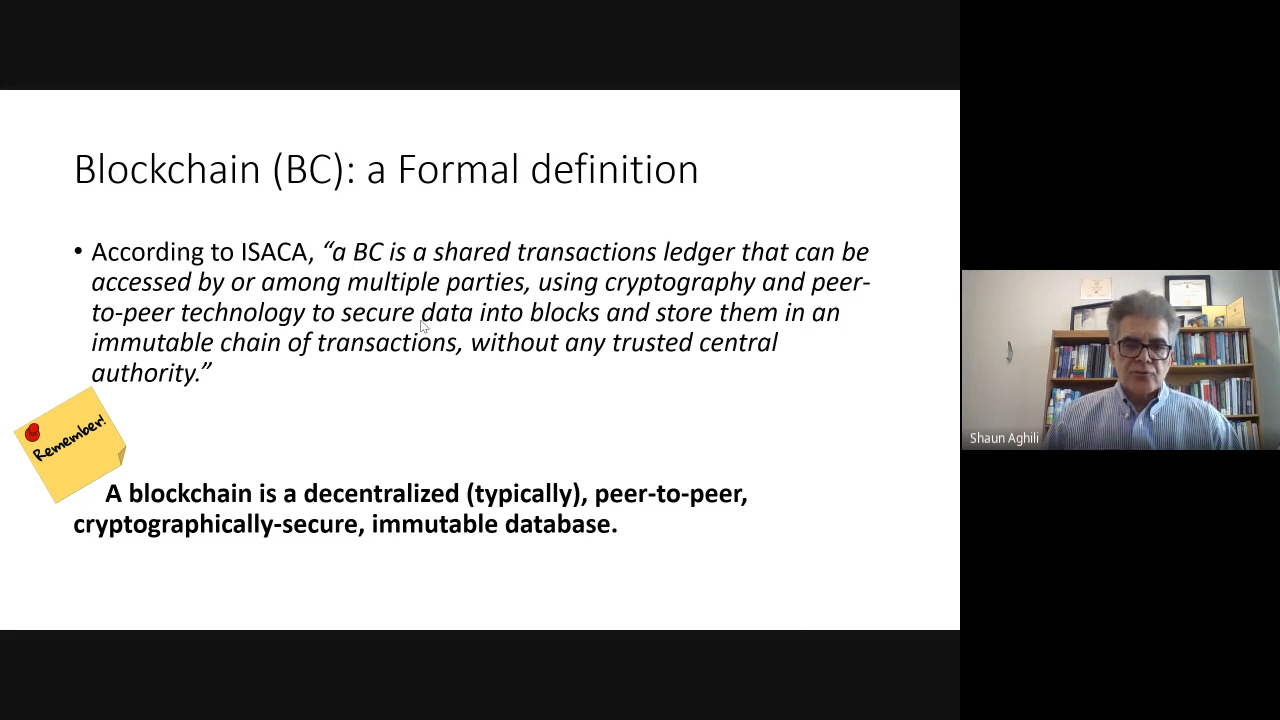 Blockchain (BC): a Formal definition
• According to ISACA, “a BC is a shared transactions ledger that can be
accessed by or among multiple parties, using cryptography and peer-
to-peer technology to secure data into blocks and store them in an
immutable chain of transactions, without any trusted central
authority.”
Remember!
A blockchain is a decentralized (typically), peer-to-peer,
cryptographically-secure, immutable database.
Shaun Aghili